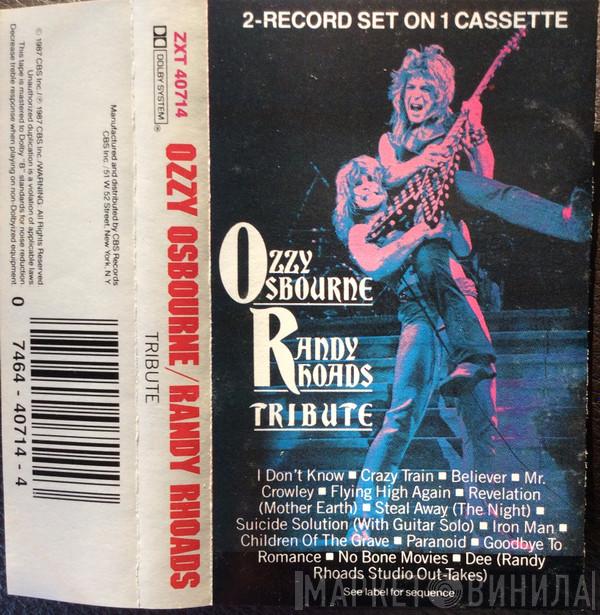 2-RECORD SET ON 1 CASSETTE
OZZY
OSBOURNE
RANDY
RHOADS
TRIBUTE
I Don't Know ■ Crazy Train ■ Believer ■ Mr.
Crowley ■ Flying High Again ■ Revelation
(Mother Earth) ■ Steal Away (The Night) ■
Suicide Solution (With Guitar Solo) ■ Iron Man ■
Children Of The Grave ■ Paranoid ■ Goodbye To
Romance ■ No Bone Movies ■ Dee (Randy
Rhoads Studio Out-Takes)
See label for sequence.
ZXT 40714
DOLBY SYSTEM®
OZZY OSBOURNE/RANDY RHOADS
TRIBUTE
Manufactured and distributed by CBS Records
CBS Inc./51 W 52 Street, New York, N.Y.
© 1987 CBS Inc./℗ 1987 CBS Inc./WARNING: All Rights Reserved
Unauthorized duplication is a violation of applicable laws.
This tape is mastered to Dolby "B" standards for noise reduction.
Decrease treble response when playing on non-Dolbyized equipment.
0 7464-40714-4
МАРКЕТ ВИНИЛА